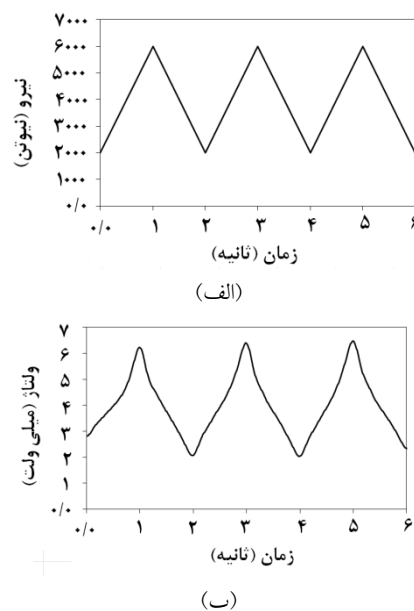 نیرو (نیوتن)
۷۰۰۰
۶۰۰۰
۵۰۰۰
۴۰۰۰
۳۰۰۰
۲۰۰۰
۱۰۰۰
۰/۰
۰/۰ ۱ ۲ ۳ ۴ ۵ ۶
زمان (ثانیه)
(الف)
ولتاژ (میلی ولت)
۷
۶
۵
۴
۳
۲
۱
۰/۰
۰/۰ ۱ ۲ ۳ ۴ ۵ ۶
زمان (ثانیه)
(ب)